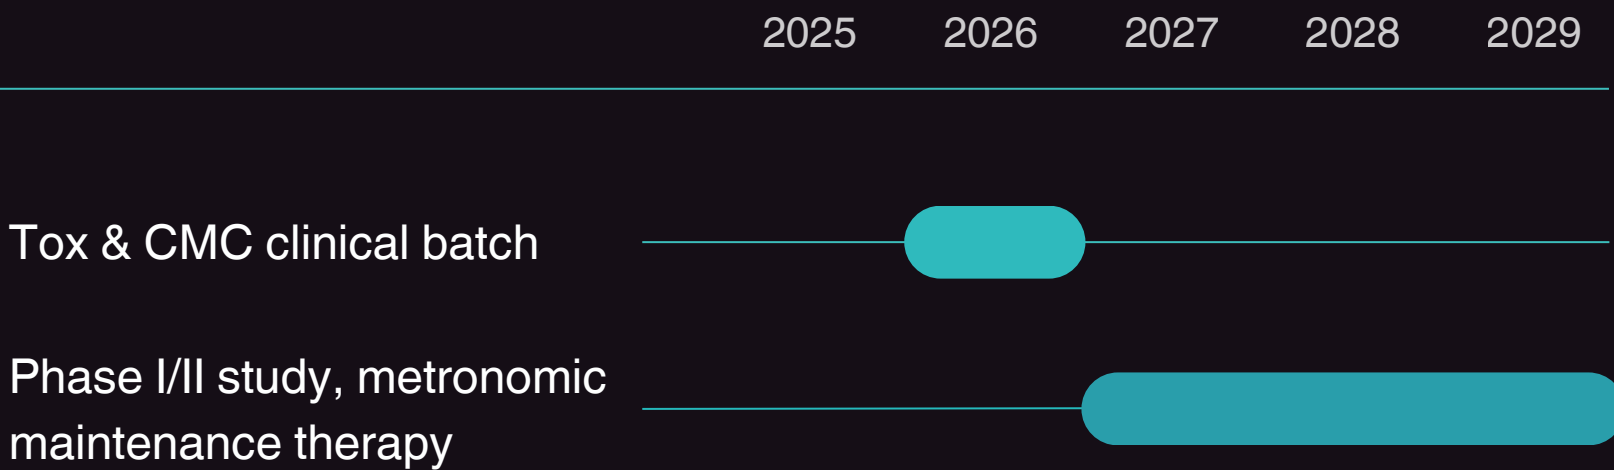 2025 2026 2027 2028 2029
Tox & CMC clinical batch
Phase I/II study, metronomic
maintenance therapy